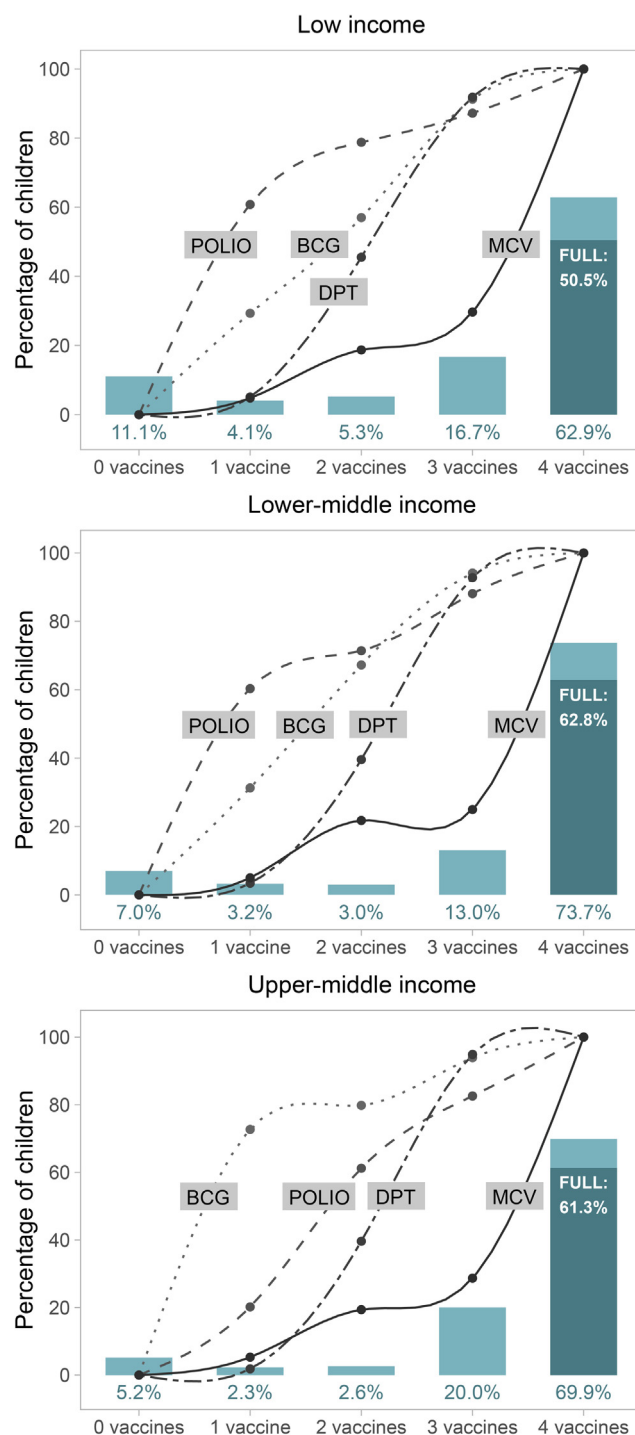 Low income
Percentage of children
100
80
60
40
20
0
POLIO
BCG
DPT
MCV
FULL:
50.5%
11.1% 4.1% 5.3% 16.7% 62.9%
0 vaccines 1 vaccine 2 vaccines 3 vaccines 4 vaccines
Lower-middle income
Percentage of children
100
80
60
40
20
0
POLIO BCG DPT MCV
FULL:
62.8%
7.0% 3.2% 3.0% 13.0% 73.7%
0 vaccines 1 vaccine 2 vaccines 3 vaccines 4 vaccines
Upper-middle income
Percentage of children
100
80
60
40
20
0
BCG POLIO DPT MCV
FULL:
61.3%
5.2% 2.3% 2.6% 20.0% 69.9%
0 vaccines 1 vaccine 2 vaccines 3 vaccines 4 vaccines